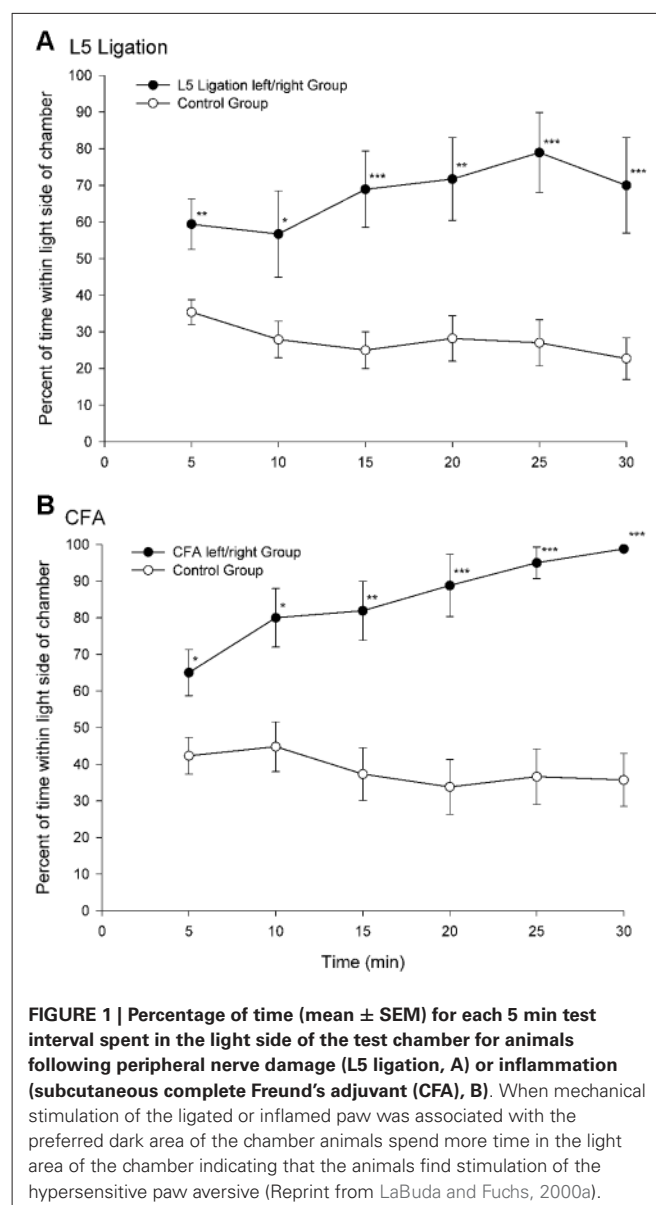 A
L5 Ligation
100
90
80
70
60
50
40
30
20
10
0
Percent of time within light side of chamber
L5 Ligation left/right Group
Control Group
**
*
***
**
***
***
0 5 10 15 20 25 30
B
CFA
100
90
80
70
60
50
40
30
20
10
0
Percent of time within light side of chamber
CFA left/right Group
Control Group
*
*
**
***
***
***
0 5 10 15 20 25 30
Time (min)
FIGURE 1 | Percentage of time (mean ± SEM) for each 5 min test
interval spent in the light side of the test chamber for animals
following peripheral nerve damage (L5 ligation, A) or inflammation
(subcutaneous complete Freund's adjuvant (CFA), B). When mechanical
stimulation of the ligated or inflamed paw was associated with the
preferred dark area of the chamber animals spend more time in the light
area of the chamber indicating that the animals find stimulation of the
hypersensitive paw aversive (Reprint from LaBuda and Fuchs, 2000a).